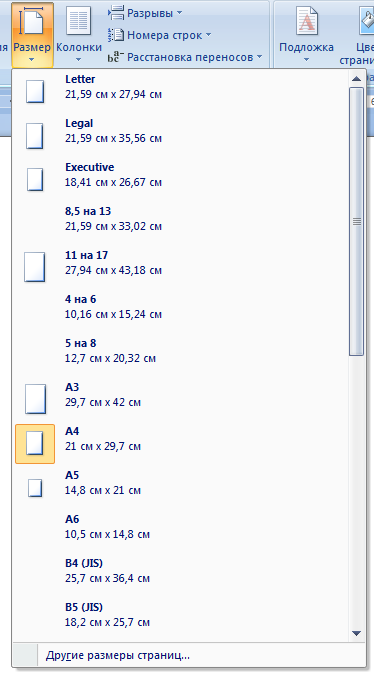 Размер
Колонки
Разрывы
Номера строк
Расстановка переносов
Подложка
Letter
21,59 см x 27,94 см
Legal
21,59 см x 35,56 см
Executive
18,41 см x 26,67 см
8,5 на 13
21,59 см x 33,02 см
11 на 17
27,94 см x 43,18 см
4 на 6
10,16 см x 15,24 см
5 на 8
12,7 см x 20,32 см
A3
29,7 см x 42 см
A4
21 см x 29,7 см
A5
14,8 см x 21 см
A6
10,5 см x 14,8 см
B4 (JIS)
25,7 см x 36,4 см
B5 (JIS)
18,2 см x 25,7 см
Другие размеры страниц...